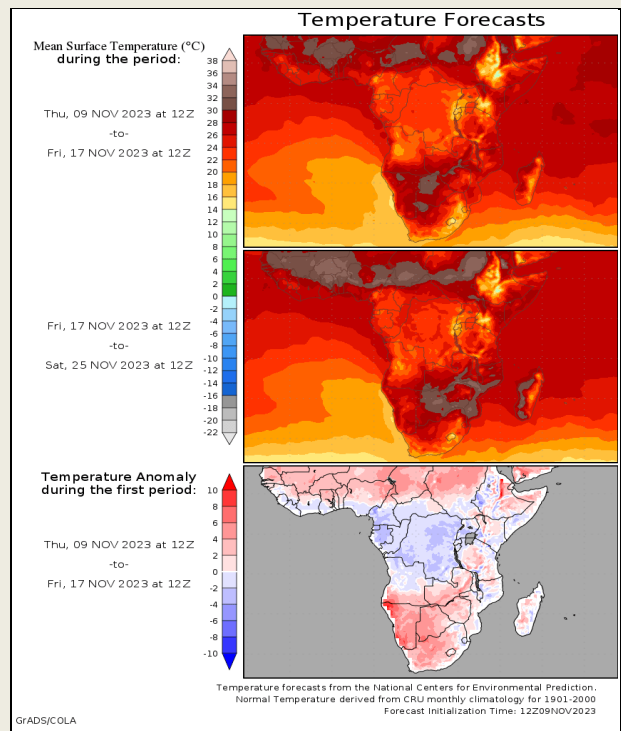 Temperature Forecasts
Mean Surface Temperature (°C)
during the period:
Thu, 09 NOV 2023 at 12Z
-to-
Fri, 17 NOV 2023 at 12Z
38
36
34
32
30
28
26
24
22
20
18
16
14
12
10
8
6
4
2
0
-2
-4
-6
-8
-10
-12
-14
-16
-18
-20
-22
Fri, 17 NOV 2023 at 12Z
-to-
Sat, 25 NOV 2023 at 12Z
Temperature Anomaly
during the first period:
Thu, 09 NOV 2023 at 12Z
-to-
Fri, 17 NOV 2023 at 12Z
10
8
6
4
2
0
-2
-4
-6
-8
-10
Temperature forecasts from the National Centers for Environmental Prediction.
Normal Temperature derived from CRU monthly climatology for 1901-2000
Forecast Initialization Time: 12Z09NOV2023
GrADS/COLA